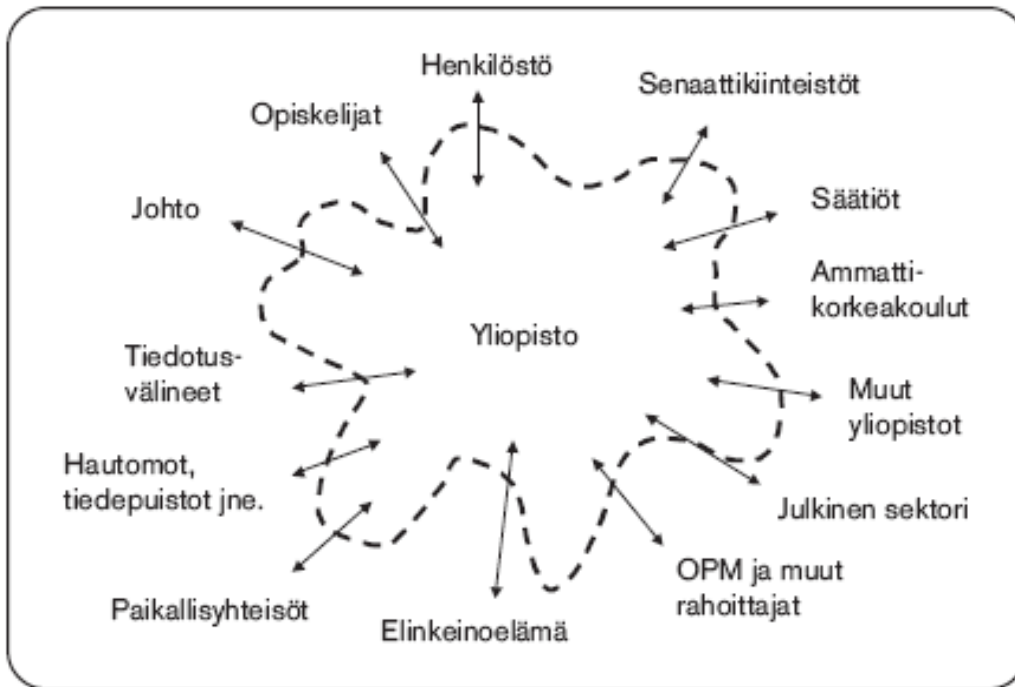 Henkilöstö
Senaattikiinteistöt
Opiskelijat
Johto
Säätiöt
Ammatti-
korkeakoulut
Yliopisto
Tiedotus-
välineet
Muut
yliopistot
Hautomot,
tiedepuistot jne.
Julkinen sektori
OPM ja muut
rahoittajat
Paikallisyhteisöt
Elinkeinoelämä